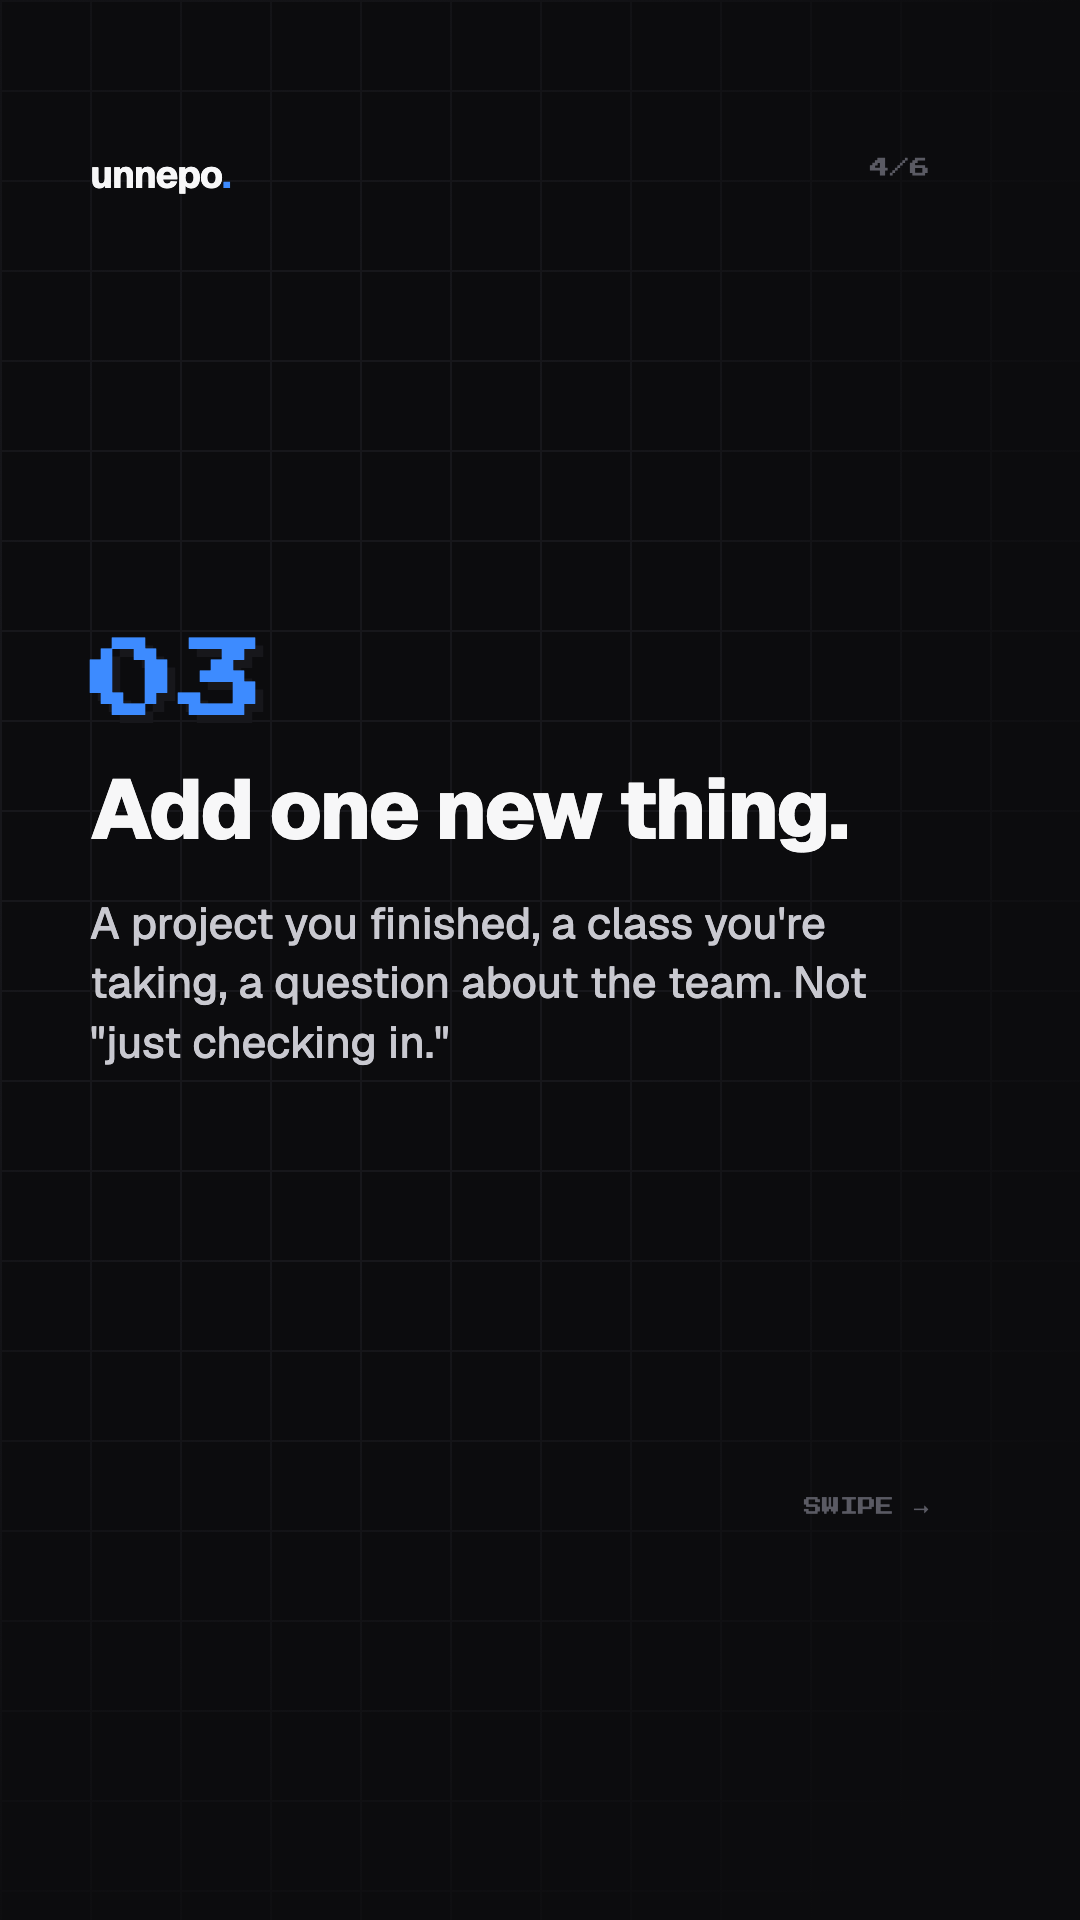 unnepo.
4/6
03
Add one new thing.
A project you finished, a class you're
taking, a question about the team. Not
"just checking in."
SWIPE →